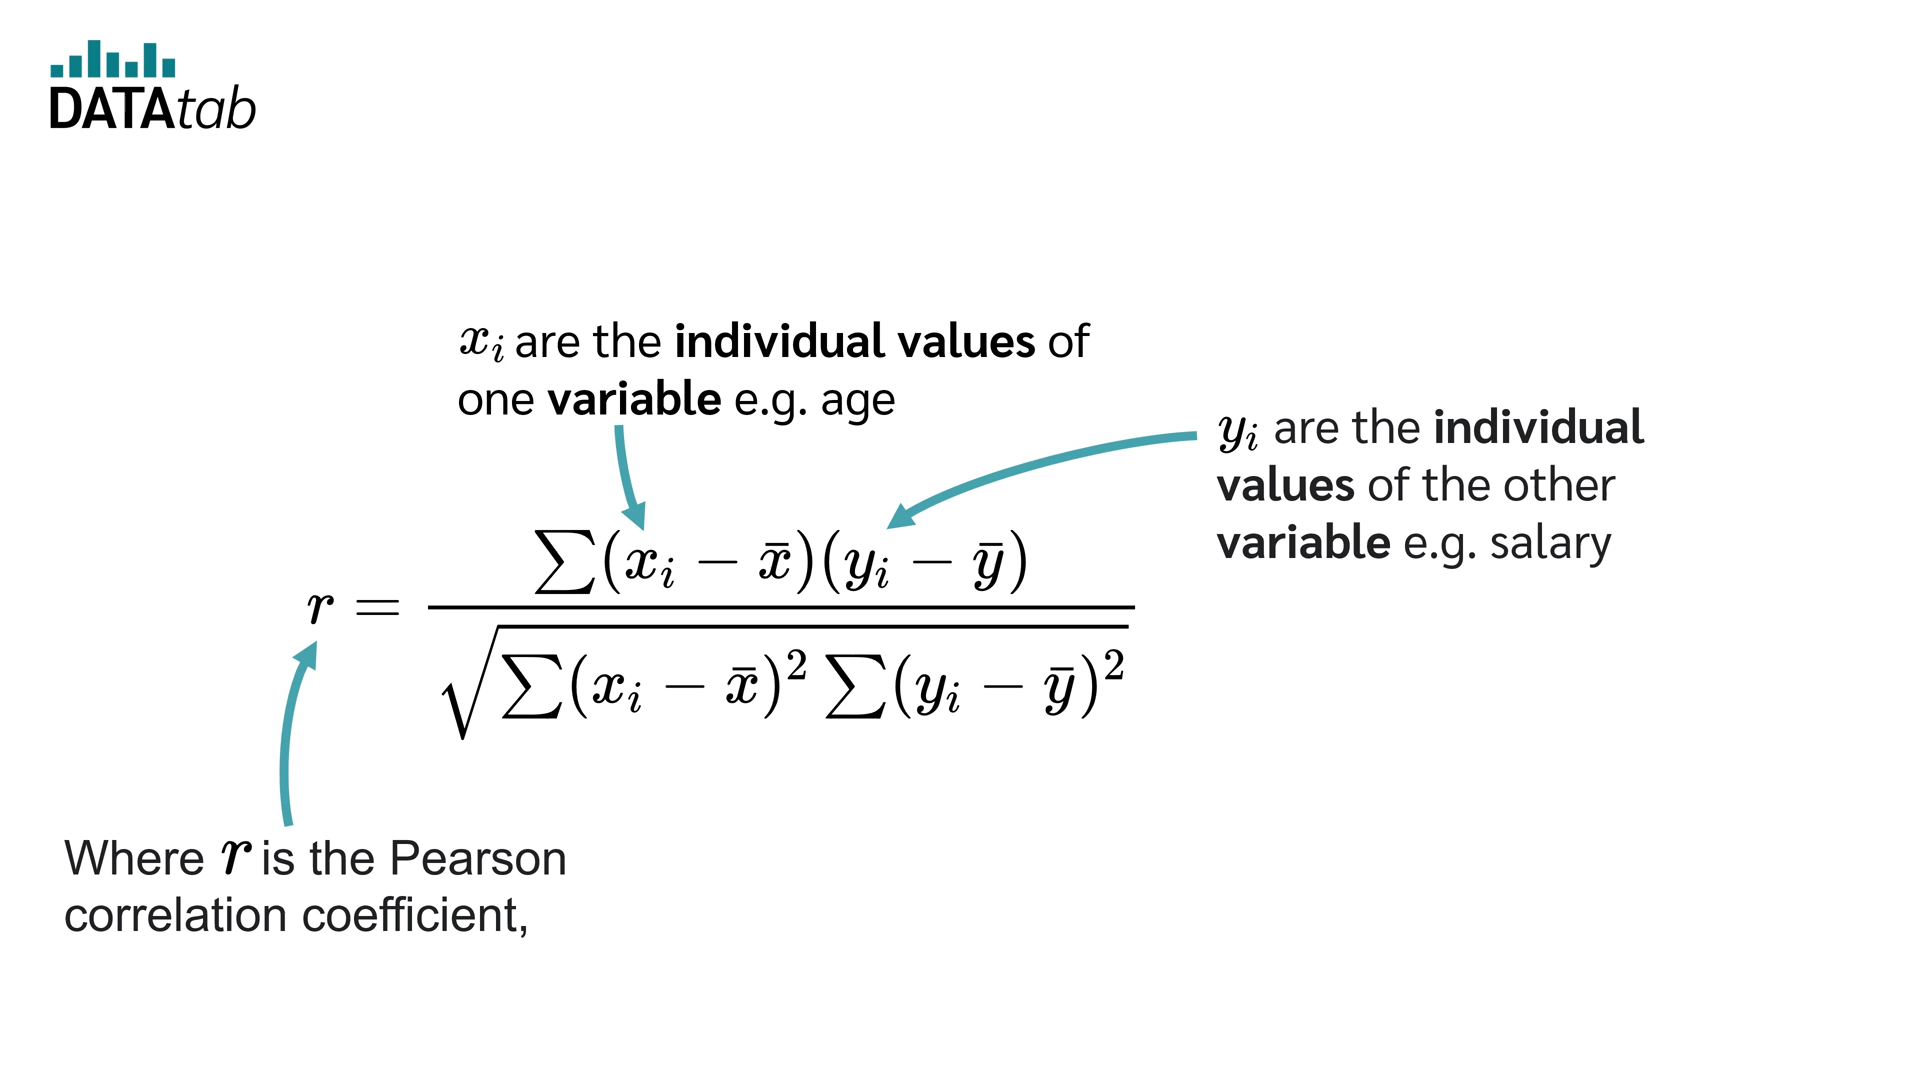 DATAtab
xᵢ are the individual values of
one variable e.g. age
yᵢ are the individual
values of the other
variable e.g. salary
r = ∑(xᵢ − x̄)(yᵢ − ȳ) / √(∑(xᵢ − x̄)² ∑(yᵢ − ȳ)²)
Where r is the Pearson
correlation coefficient,